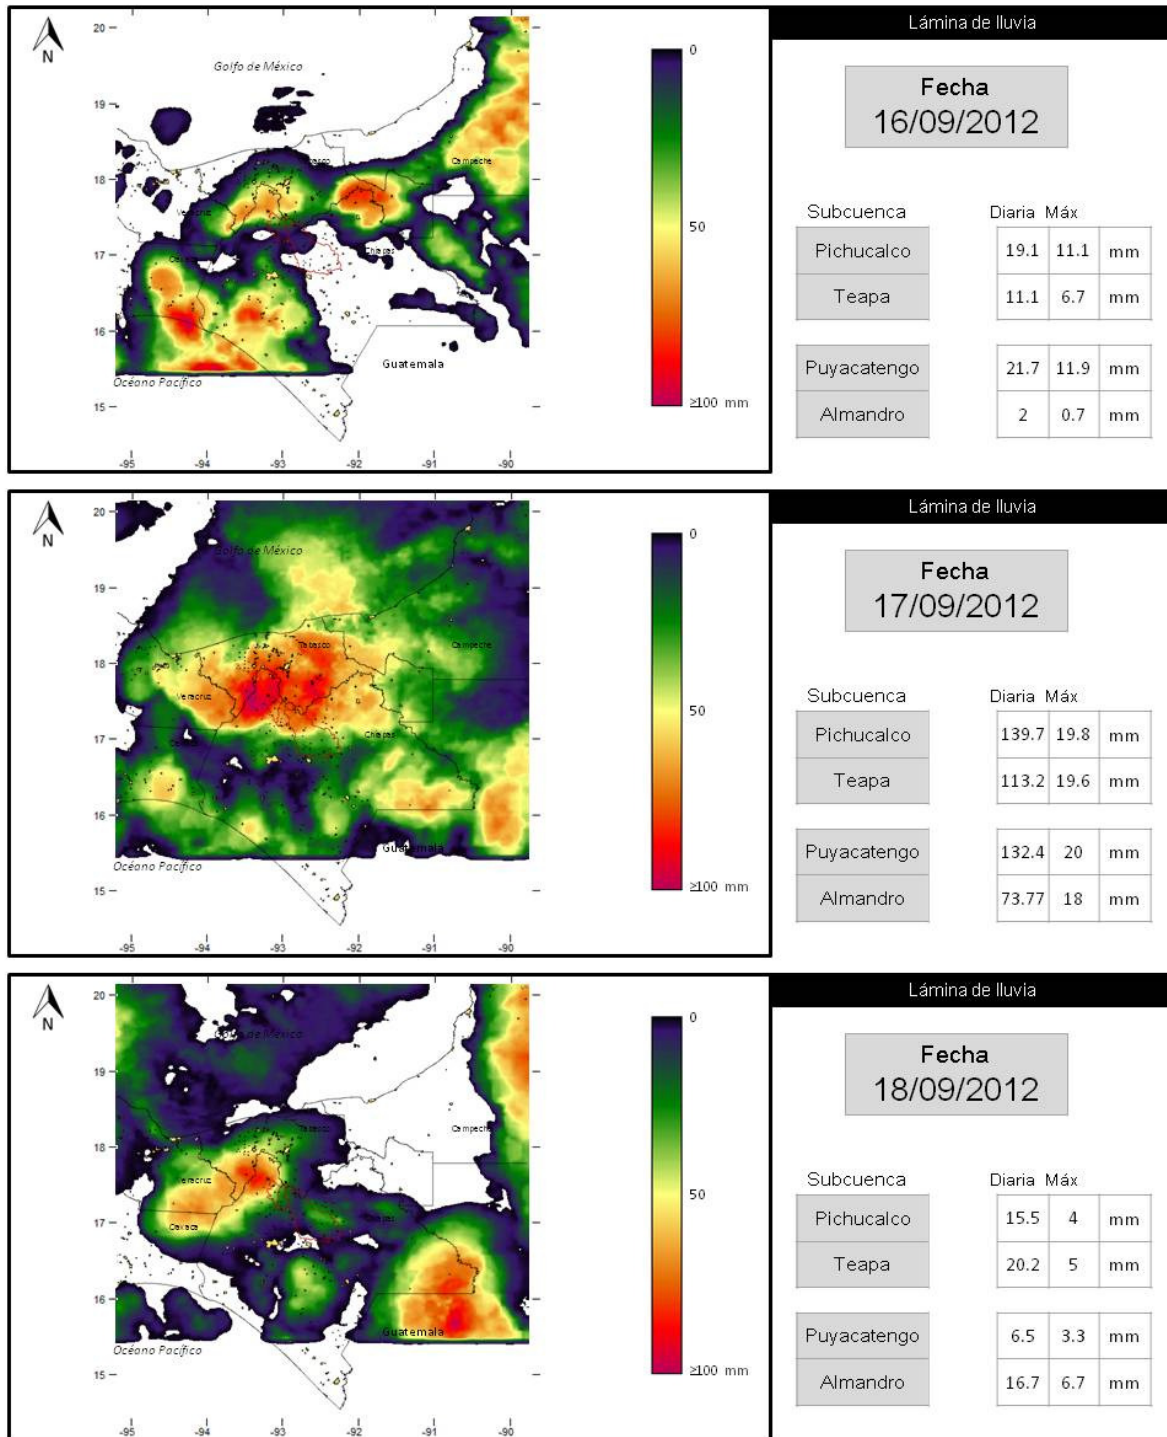 Lámina de lluvia
Fecha
16/09/2012
Subcuenca Diaria Máx
Pichucalco 19.1 11.1 mm
Teapa 11.1 6.7 mm
Puyacatengo 21.7 11.9 mm
Almandro 2 0.7 mm
N
20
19
18
17
16
15
-95 -94 -93 -92 -91 -90
Golfo de México
Campeche
Veracruz
Oaxaca
Chiapas
Guatemala
Océano Pacífico
0
50
≥100 mm
Lámina de lluvia
Fecha
17/09/2012
Subcuenca Diaria Máx
Pichucalco 139.7 19.8 mm
Teapa 113.2 19.6 mm
Puyacatengo 132.4 20 mm
Almandro 73.77 18 mm
N
20
19
18
17
16
15
-95 -94 -93 -92 -91 -90
Golfo de México
Tabasco
Campeche
Veracruz
Oaxaca
Chiapas
Guatemala
Océano Pacífico
0
50
≥100 mm
Lámina de lluvia
Fecha
18/09/2012
Subcuenca Diaria Máx
Pichucalco 15.5 4 mm
Teapa 20.2 5 mm
Puyacatengo 6.5 3.3 mm
Almandro 16.7 6.7 mm
N
20
19
18
17
16
15
-95 -94 -93 -92 -91 -90
Golfo de México
Tabasco
Campeche
Veracruz
Oaxaca
Chiapas
Guatemala
Océano Pacífico
0
50
≥100 mm